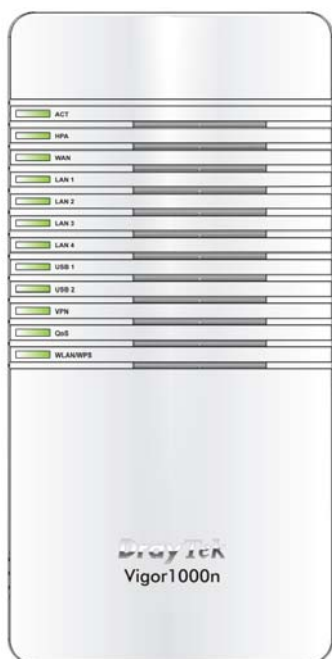 ACT
HPA
WAN
LAN 1
LAN 2
LAN 3
LAN 4
USB 1
USB 2
VPN
QoS
WLAN/WPS
DrayTek
Vigor1000n